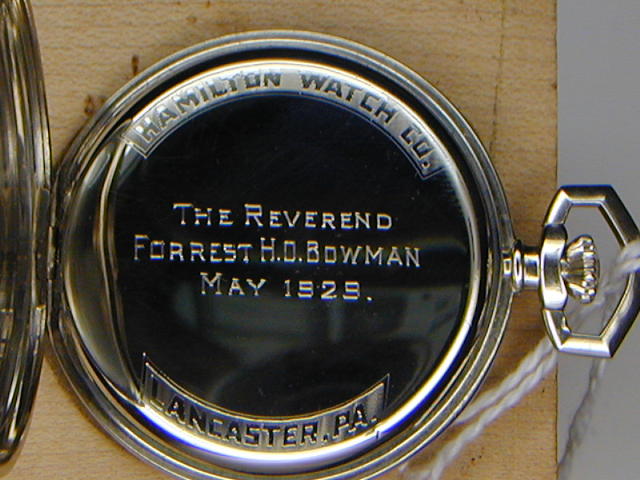 HAMILTON WATCH CO.
THE REVEREND
FORREST H.O. BOWMAN
MAY 1929.
LANCASTER, PA.